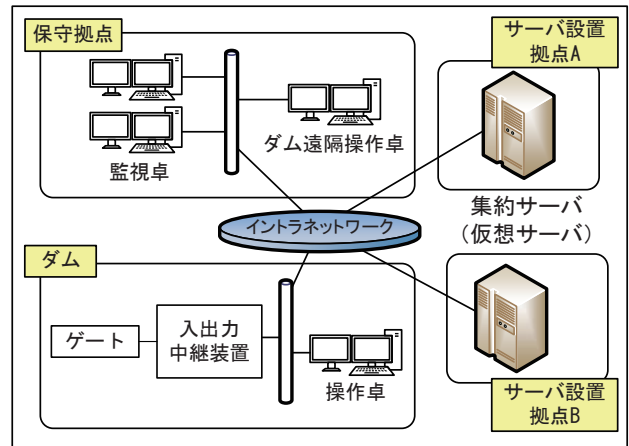 保守拠点
監視卓
ダム遠隔操作卓
サーバ設置
拠点A
集約サーバ
（仮想サーバ）
イントラネットワーク
ダム
ゲート
入出力
中継装置
操作卓
サーバ設置
拠点B